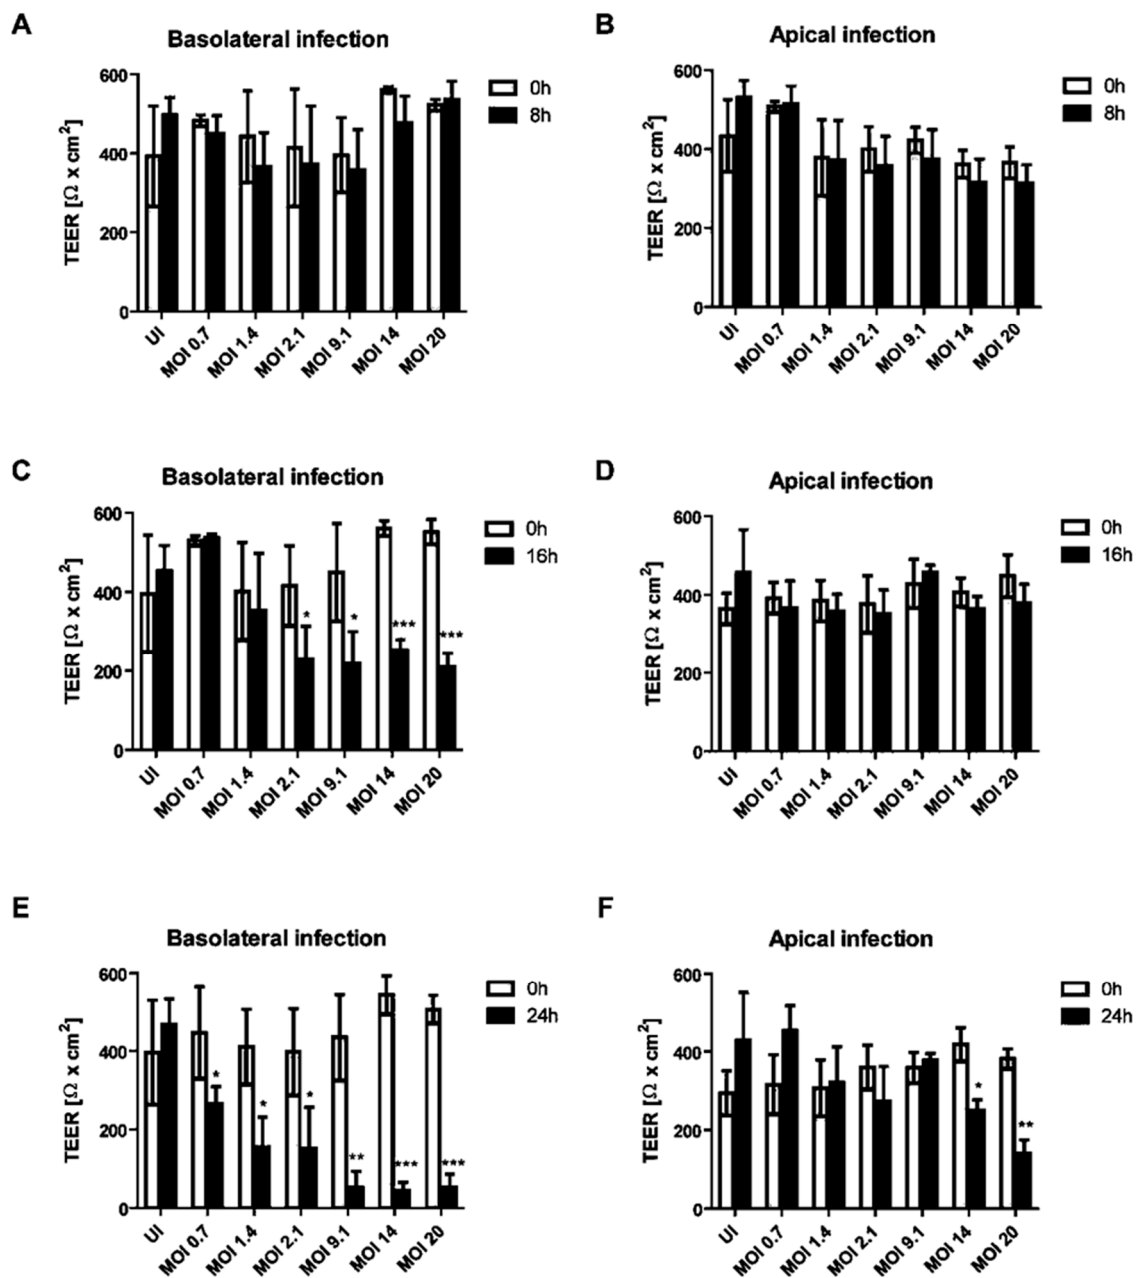 A
Basolateral infection
600
400
200
0
TEER [Ω x cm²]
0h
8h
UI
MOI 0.7
MOI 1.4
MOI 2.1
MOI 9.1
MOI 14
MOI 20
B
Apical infection
600
400
200
0
TEER [Ω x cm²]
0h
8h
UI
MOI 0.7
MOI 1.4
MOI 2.1
MOI 9.1
MOI 14
MOI 20
C
Basolateral infection
600
400
200
0
TEER [Ω x cm²]
0h
16h
*
*
***
***
UI
MOI 0.7
MOI 1.4
MOI 2.1
MOI 9.1
MOI 14
MOI 20
D
Apical infection
600
400
200
0
TEER [Ω x cm²]
0h
16h
UI
MOI 0.7
MOI 1.4
MOI 2.1
MOI 9.1
MOI 14
MOI 20
E
Basolateral infection
600
400
200
0
TEER [Ω x cm²]
0h
24h
*
*
*
**
***
***
UI
MOI 0.7
MOI 1.4
MOI 2.1
MOI 9.1
MOI 14
MOI 20
F
Apical infection
600
400
200
0
TEER [Ω x cm²]
0h
24h
*
**
UI
MOI 0.7
MOI 1.4
MOI 2.1
MOI 9.1
MOI 14
MOI 20